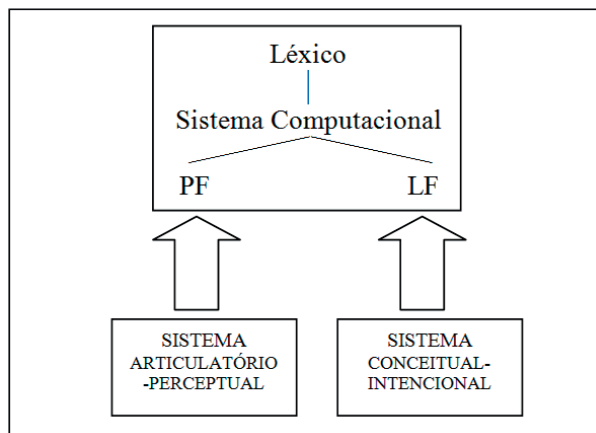 Léxico
Sistema Computacional
PF LF
SISTEMA
ARTICULATÓRIO
-PERCEPTUAL
SISTEMA
CONCEITUAL-
INTENCIONAL